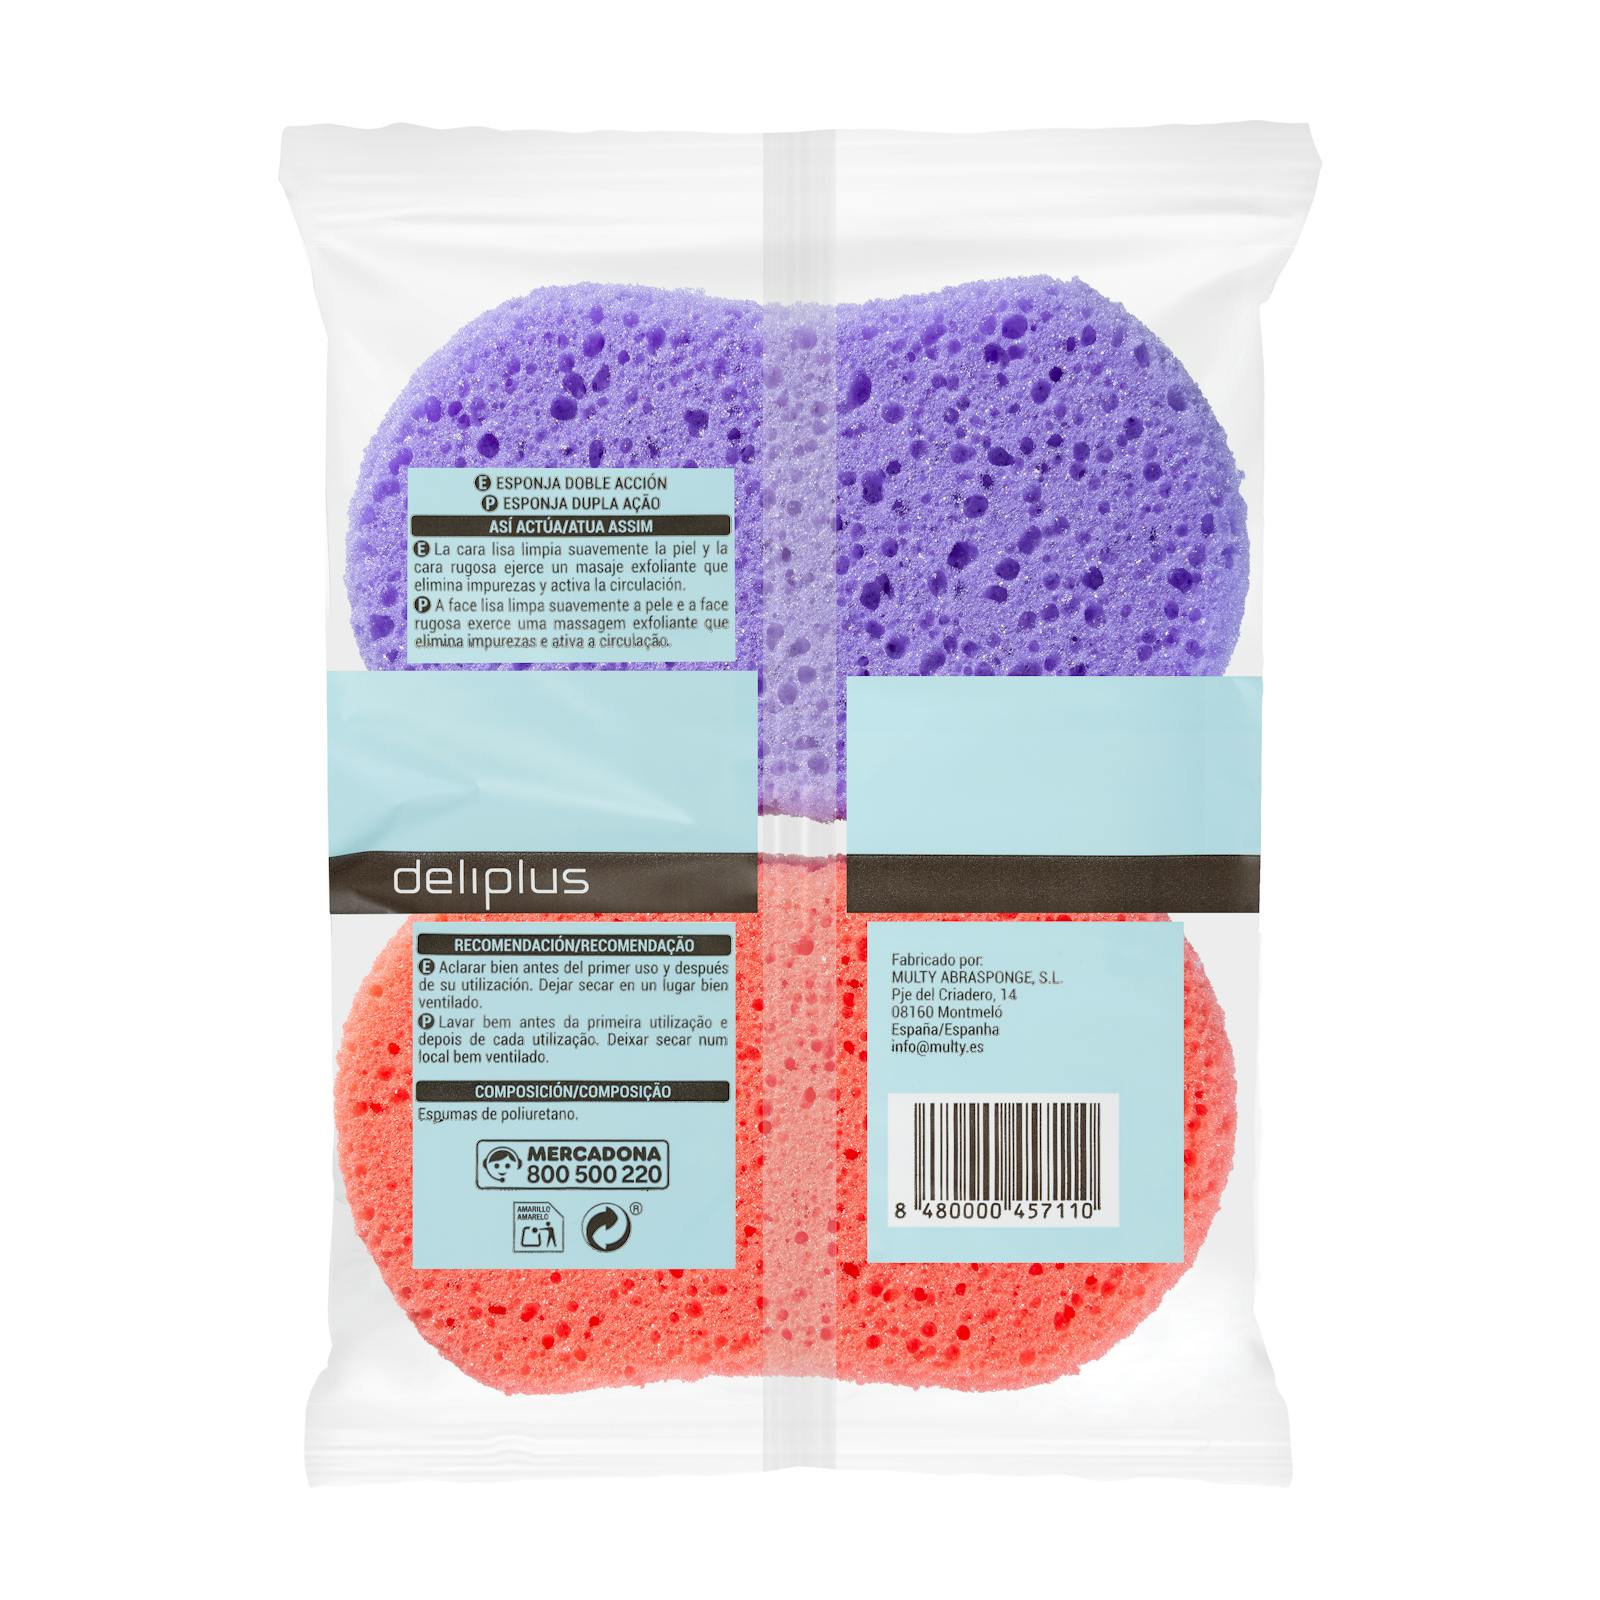 E ESPONJA DOBLE ACCIÓN
P ESPONJA DUPLA AÇÃO
ASÍ ACTÚA/ATUA ASSIM
E La cara lisa limpia suavemente la piel y la
cara rugosa ejerce un masaje exfoliante que
elimina impurezas y activa la circulación.
P A face lisa limpa suavemente a pele e a face
rugosa exerce uma massagem exfoliante que
elimina impurezas e ativa a circulação.
deliplus
RECOMENDACIÓN/RECOMENDAÇÃO
E Aclarar bien antes del primer uso y después
de su utilización. Dejar secar en un lugar bien
ventilado.
P Lavar bem antes da primeira utilização e
depois de cada utilização. Deixar secar num
local bem ventilado.
COMPOSICIÓN/COMPOSIÇÃO
Espumas de poliuretano.
MERCADONA
800 500 220
AMARILLO
AMARELO
®
Fabricado por:
MULTY ABRASPONGE, S.L.
Pje del Criadero, 14
08160 Montmeló
España/Espanha
info@multy.es
8 480000 457110